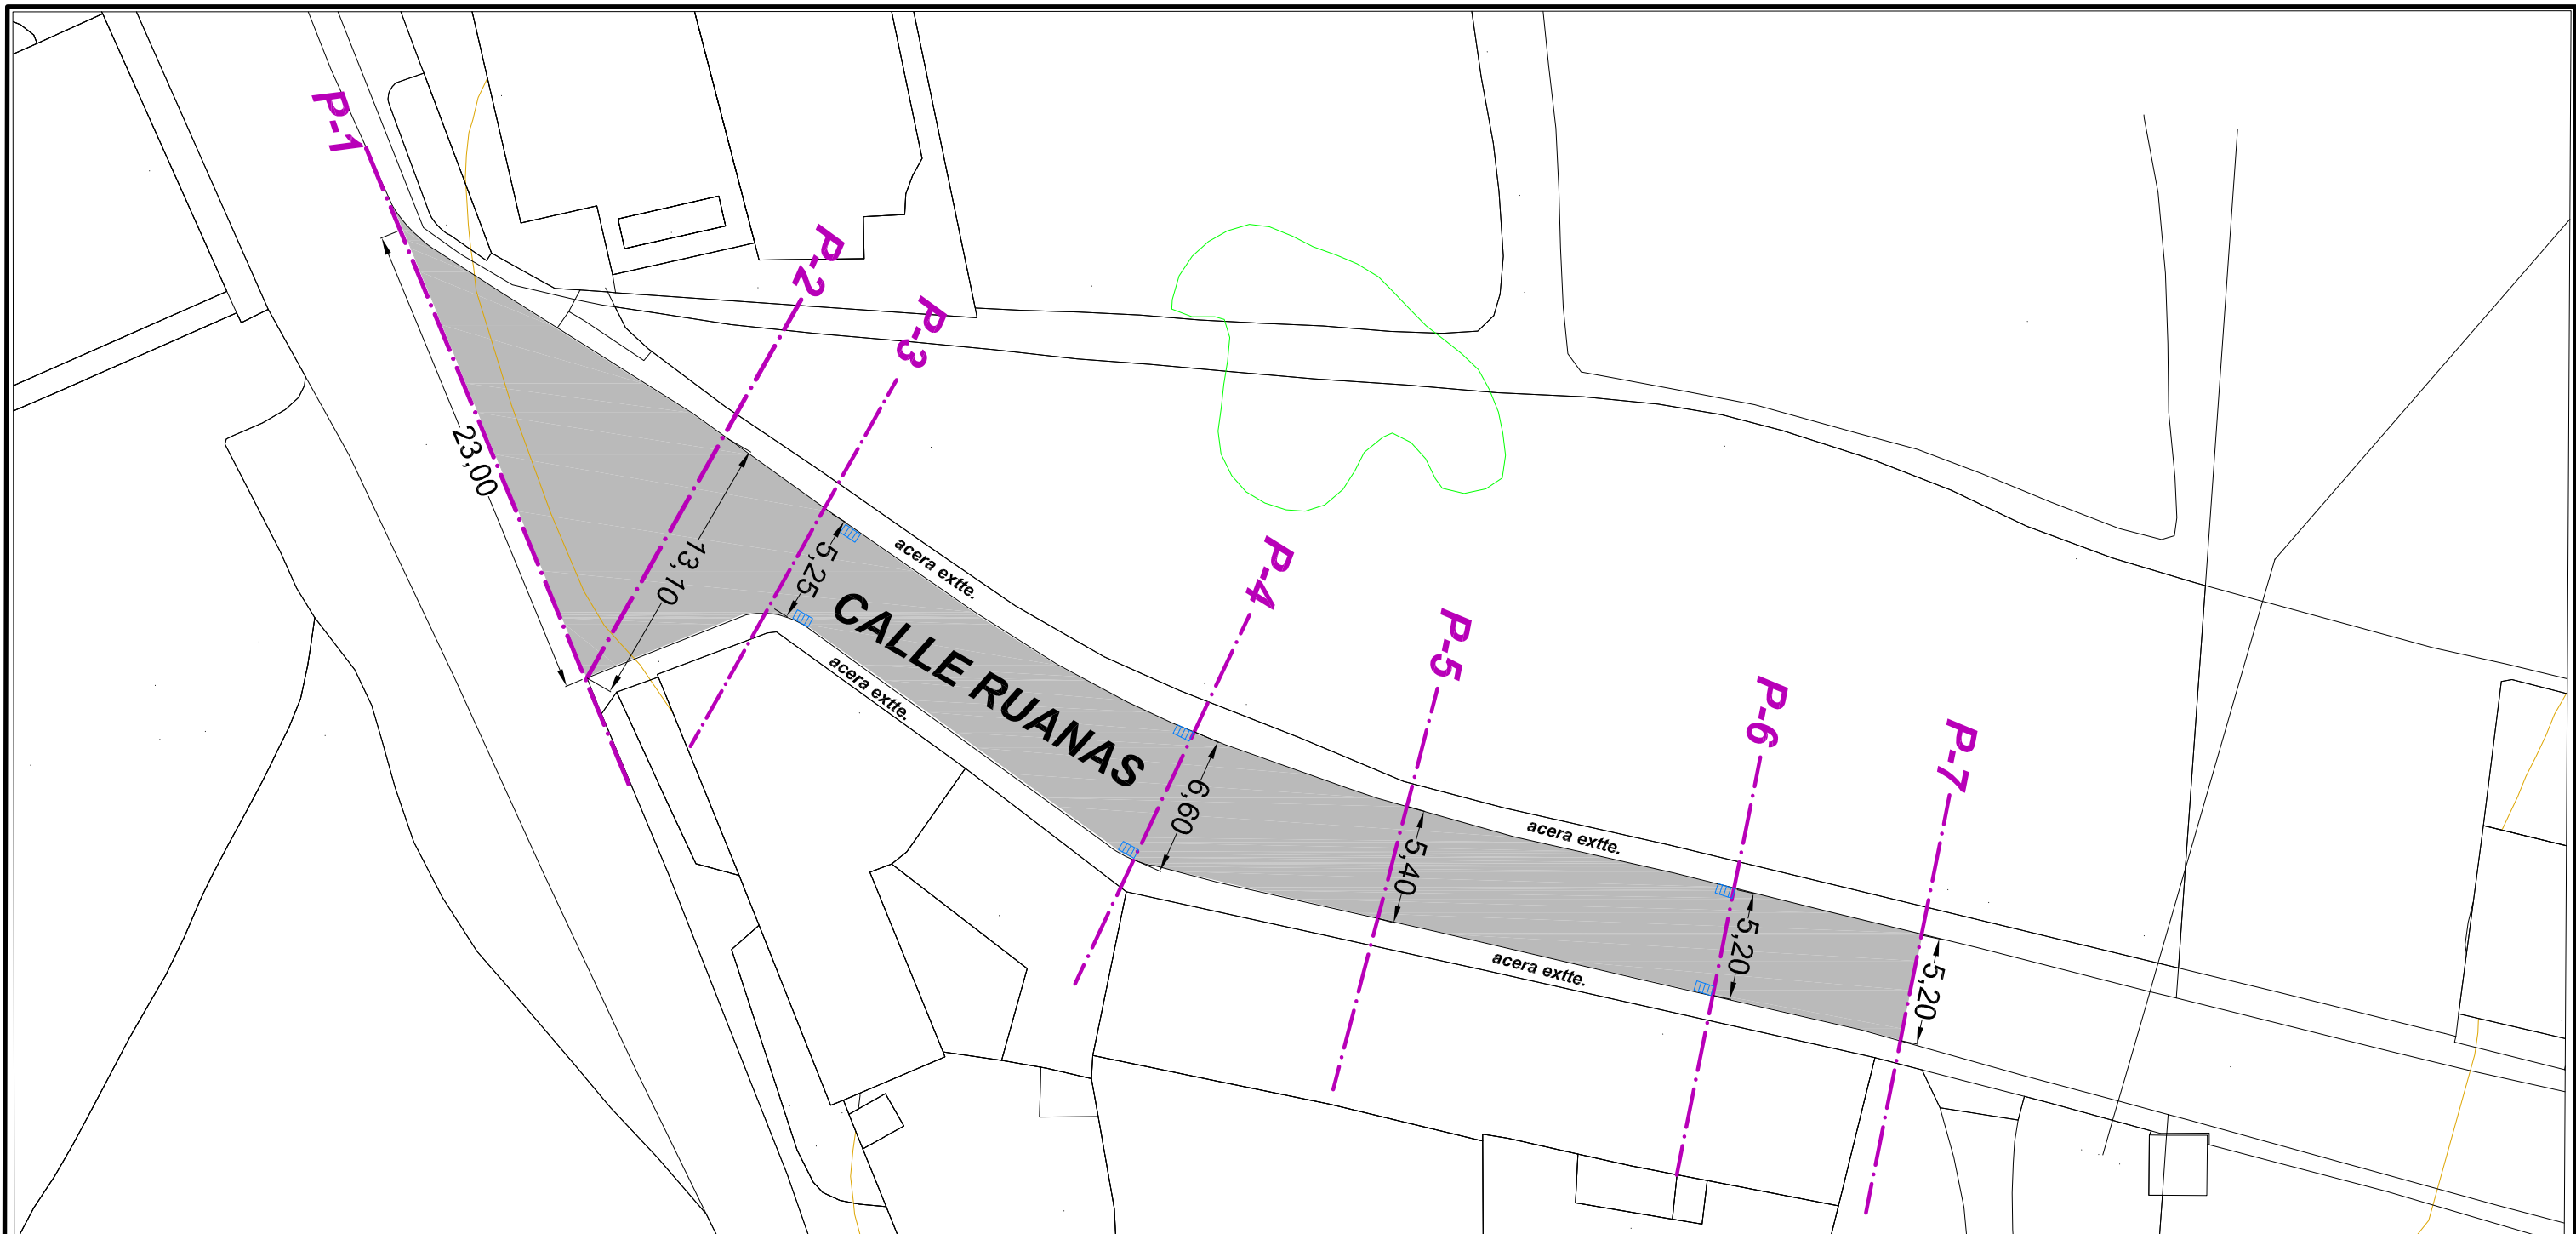 P-1
P-2
P-3
23,00
13,10
5,25
acera extte.
CALLE RUANAS
acera extte.
P-4
6,60
P-5
5,40
acera extte.
acera extte.
P-6
5,20
P-7
5,20